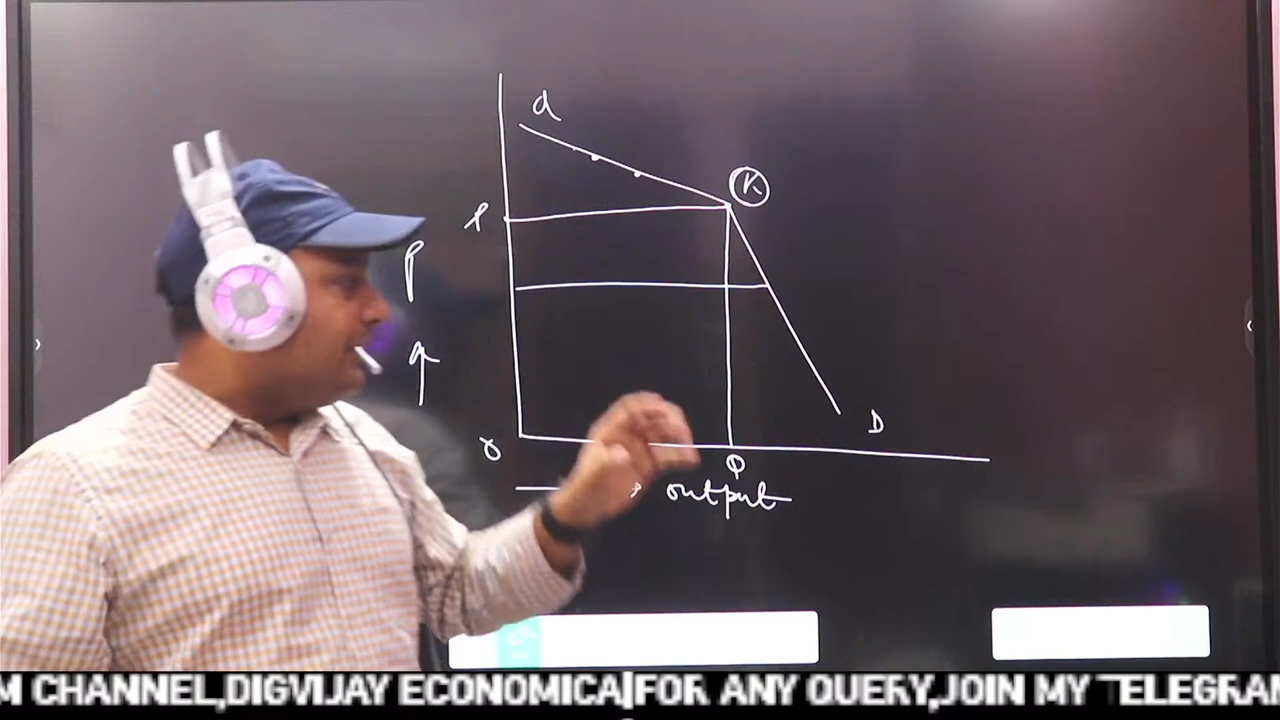 d
K
P
P
q
D
O
Q
output
M CHANNEL,DIGVIJAY ECONOMICA|FOR ANY QUERY,JOIN MY TELEGRAM